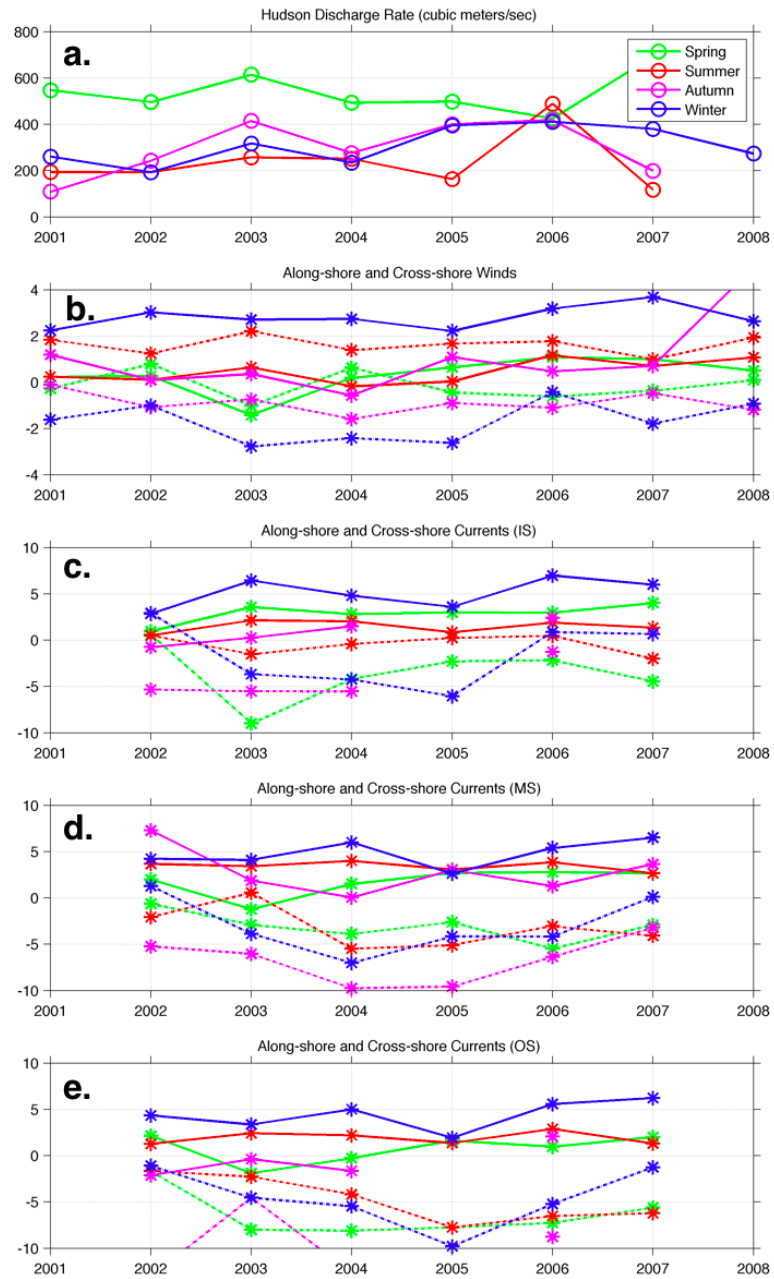 Hudson Discharge Rate (cubic meters/sec)
a.
800
600
400
200
0
Spring
Summer
Autumn
Winter
2001 2002 2003 2004 2005 2006 2007 2008
Along-shore and Cross-shore Winds
b.
4
2
0
-2
-4
2001 2002 2003 2004 2005 2006 2007 2008
Along-shore and Cross-shore Currents (IS)
c.
10
5
0
-5
-10
2001 2002 2003 2004 2005 2006 2007 2008
Along-shore and Cross-shore Currents (MS)
d.
10
5
0
-5
-10
2001 2002 2003 2004 2005 2006 2007 2008
Along-shore and Cross-shore Currents (OS)
e.
10
5
0
-5
-10
2001 2002 2003 2004 2005 2006 2007 2008